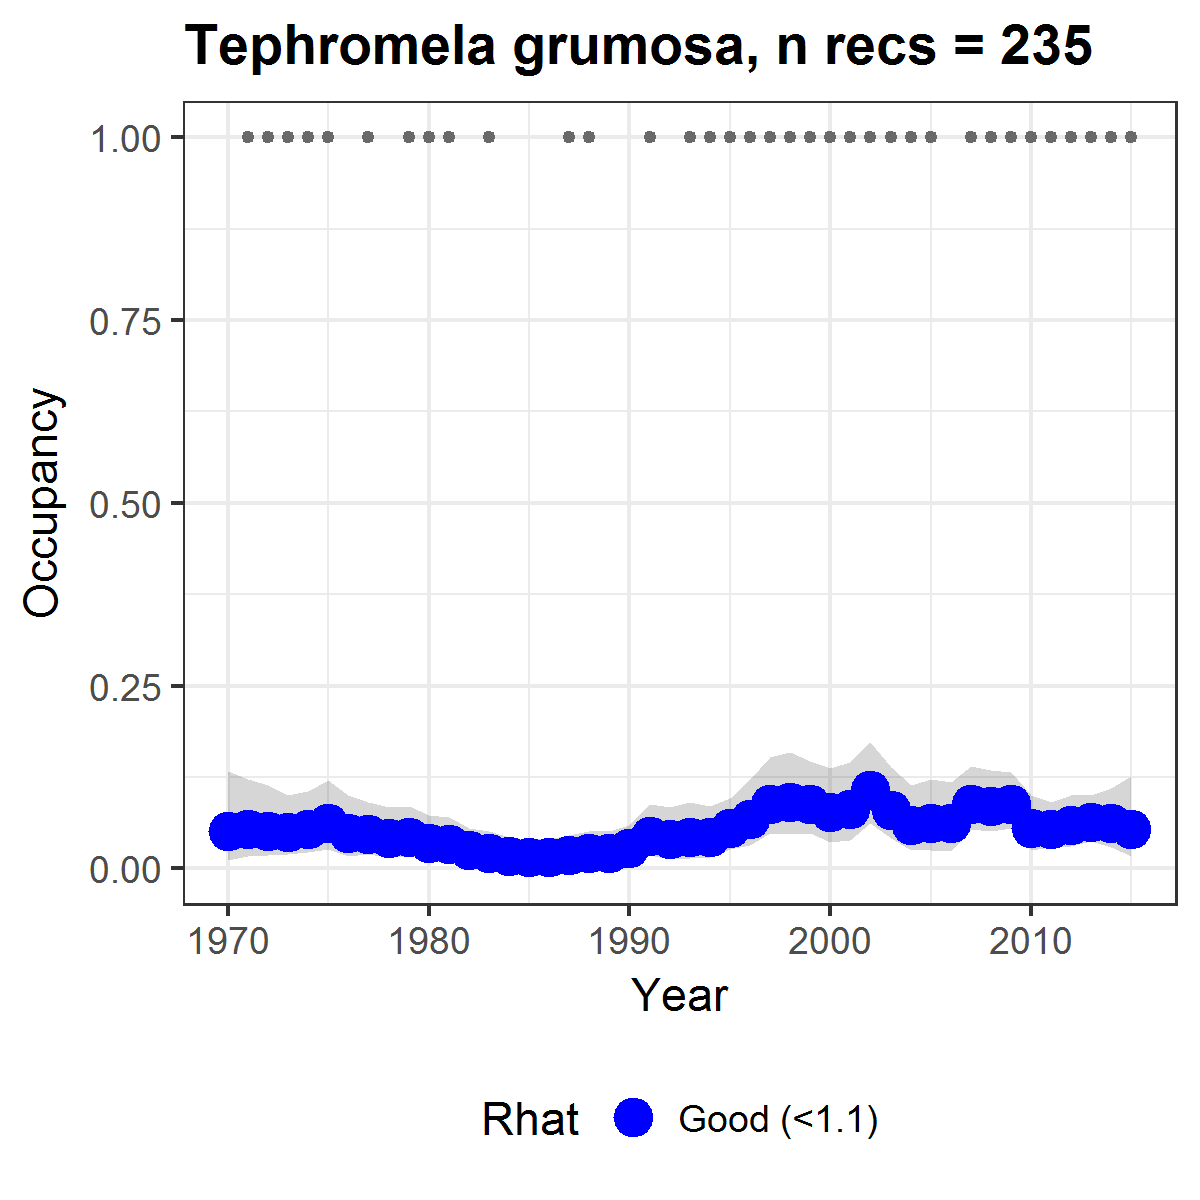 Tephromela grumosa, n recs = 235
1.00
0.75
0.50
0.25
0.00
Occupancy
1970 1980 1990 2000 2010
Year
Rhat Good (<1.1)